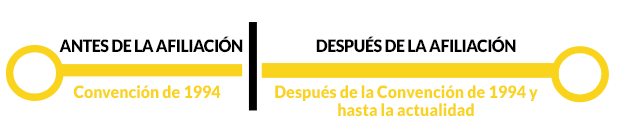 ANTES DE LA AFILIACIÓN
Convención de 1994
DESPUÉS DE LA AFILIACIÓN
Después de la Convención de 1994 y
hasta la actualidad